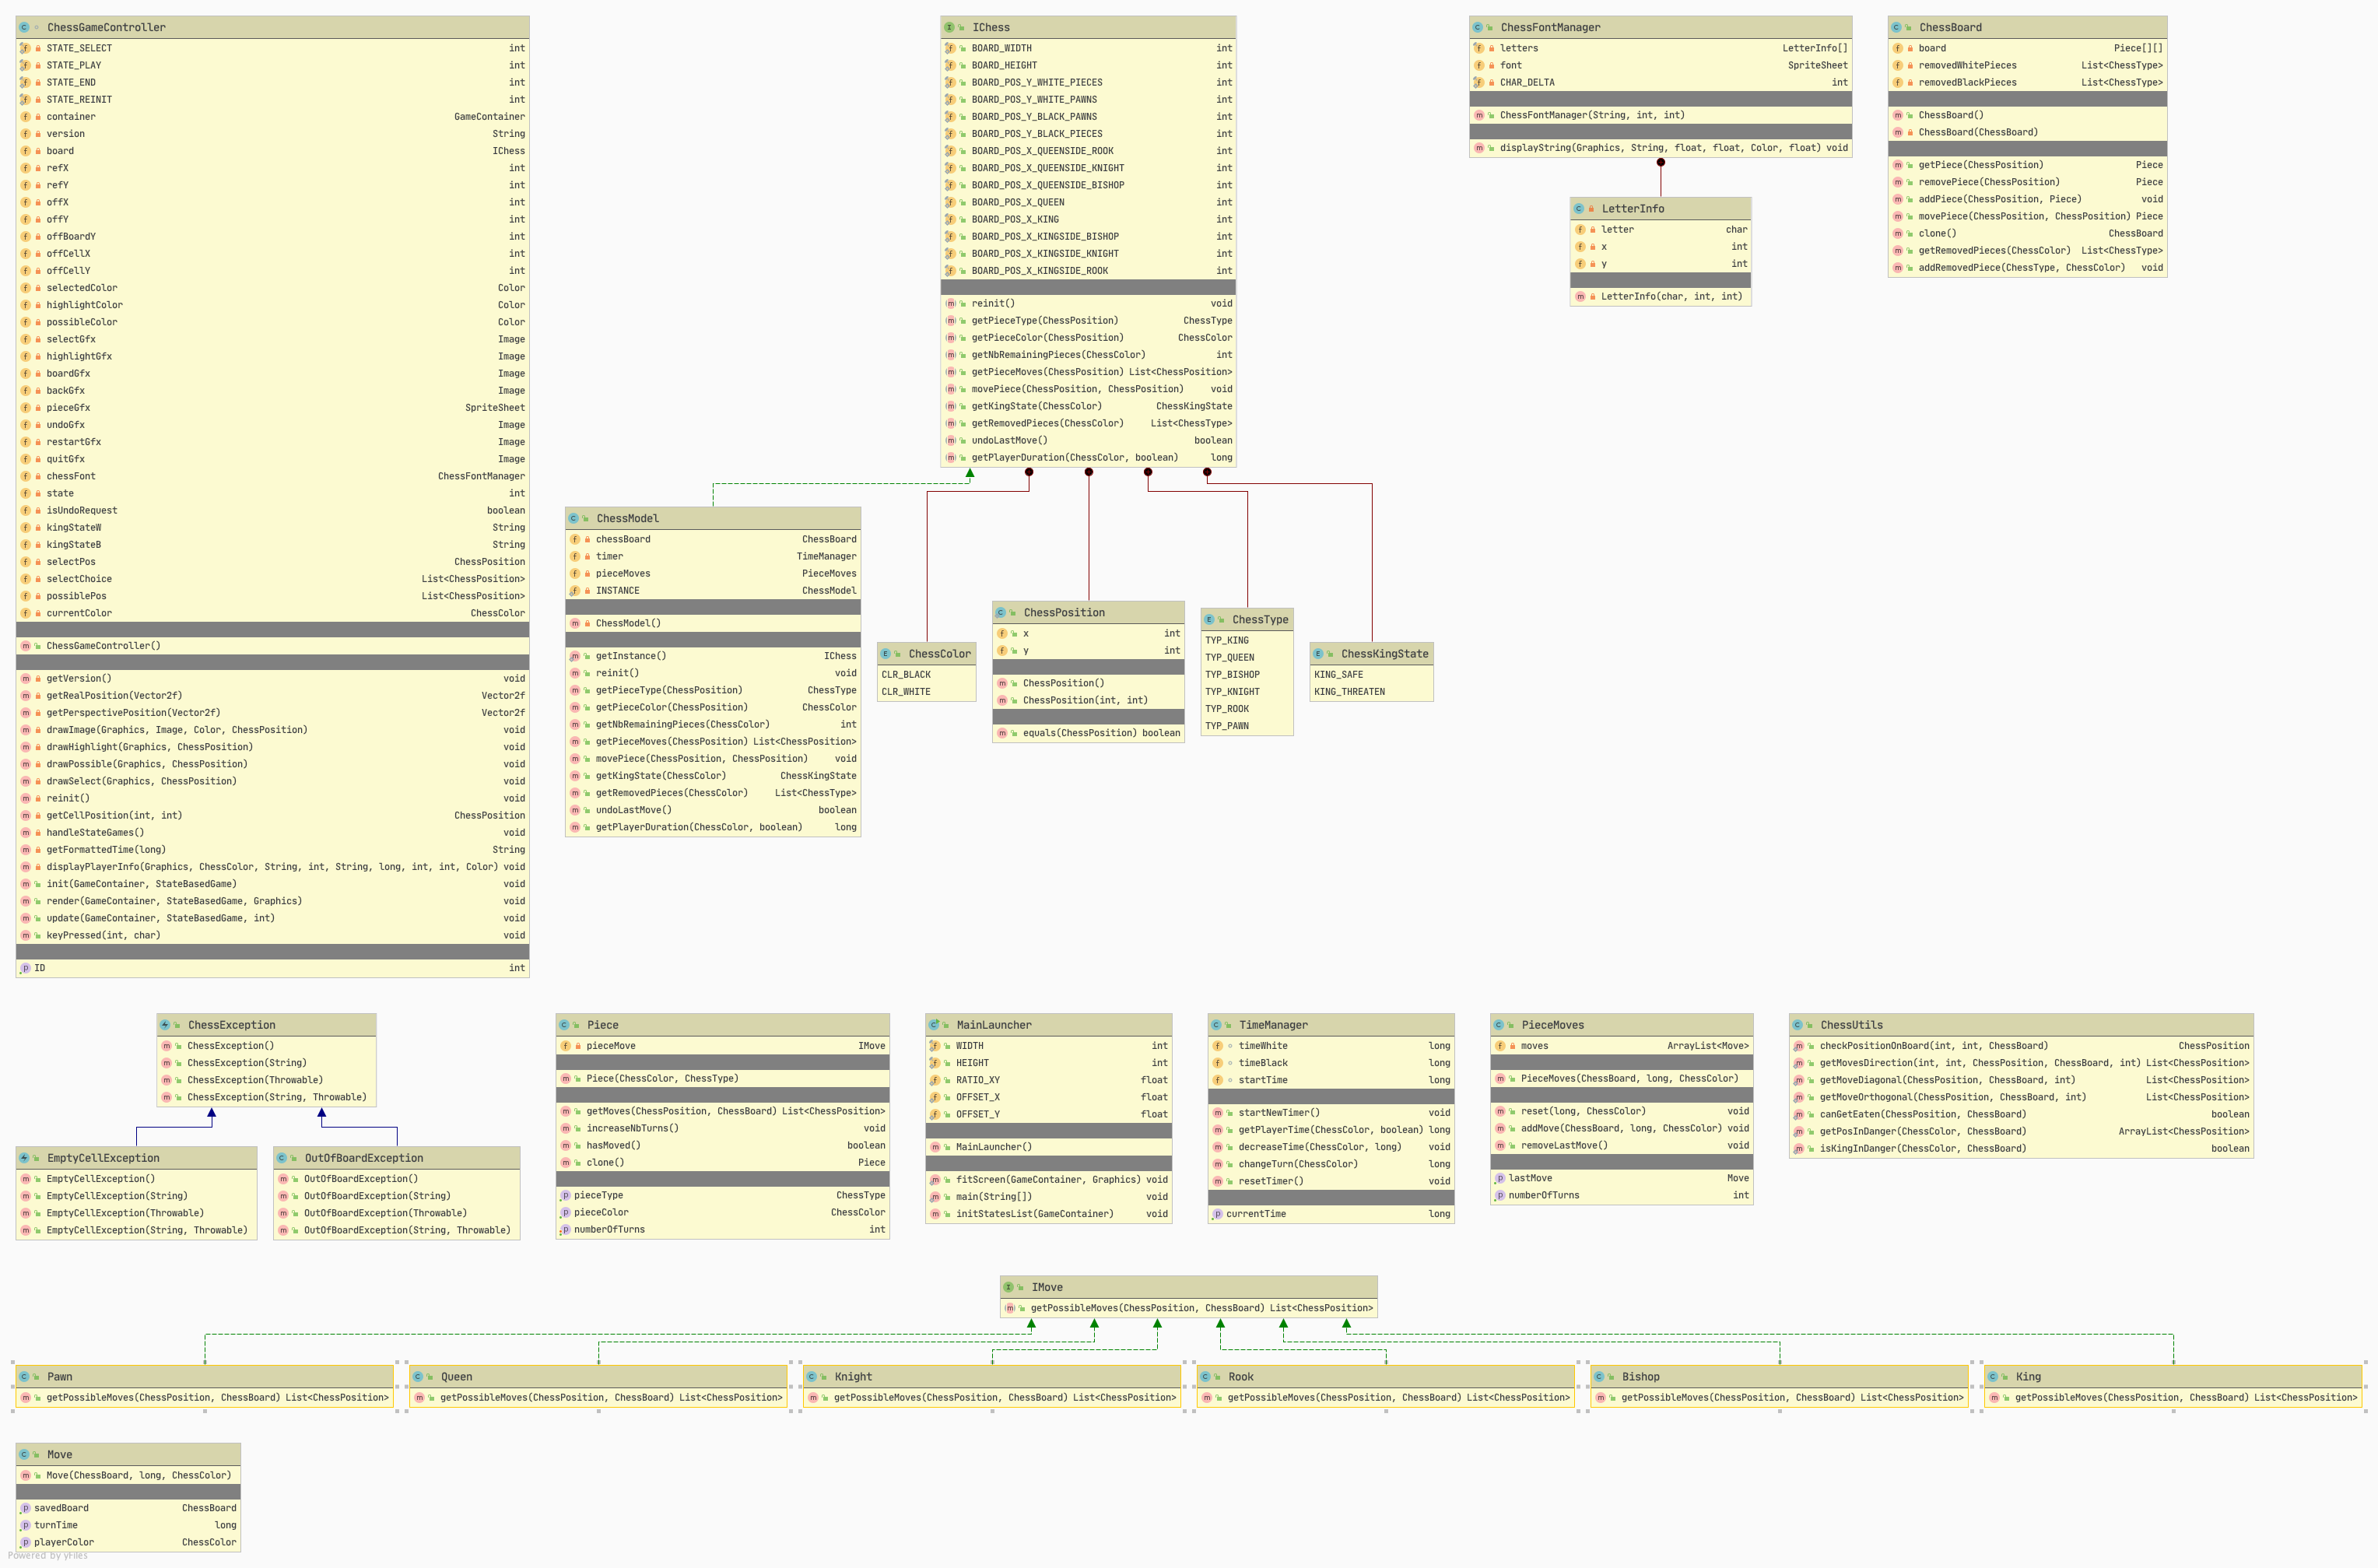 ChessGameController
STATE_SELECT int
STATE_PLAY int
STATE_END int
STATE_REINIT int
container GameContainer
version String
board IChess
refX int
refY int
offX int
offY int
offBoardY int
offCellX int
offCellY int
selectedColor Color
highlightColor Color
possibleColor Color
selectGfx Image
highlightGfx Image
boardGfx Image
backGfx Image
pieceGfx SpriteSheet
undoGfx Image
restartGfx Image
quitGfx Image
chessFont ChessFontManager
state int
isUndoRequest boolean
kingStateW String
kingStateB String
selectPos ChessPosition
selectChoice List<ChessPosition>
possiblePos List<ChessPosition>
currentColor ChessColor
ChessGameController()
getVersion() void
getRealPosition(Vector2f) Vector2f
getPerspectivePosition(Vector2f) Vector2f
drawImage(Graphics, Image, Color, ChessPosition) void
drawHighlight(Graphics, ChessPosition) void
drawPossible(Graphics, ChessPosition) void
drawSelect(Graphics, ChessPosition) void
reinit() void
getCellPosition(int, int) ChessPosition
handleStateGames() void
getFormattedTime(long) String
displayPlayerInfo(Graphics, ChessColor, String, int, String, long, int, int, Color) void
init(GameContainer, StateBasedGame) void
render(GameContainer, StateBasedGame, Graphics) void
update(GameContainer, StateBasedGame, int) void
keyPressed(int, char) void
ID int
IChess
BOARD_WIDTH int
BOARD_HEIGHT int
BOARD_POS_Y_WHITE_PIECES int
BOARD_POS_Y_WHITE_PAWNS int
BOARD_POS_Y_BLACK_PAWNS int
BOARD_POS_Y_BLACK_PIECES int
BOARD_POS_X_QUEENSIDE_ROOK int
BOARD_POS_X_QUEENSIDE_KNIGHT int
BOARD_POS_X_QUEENSIDE_BISHOP int
BOARD_POS_X_QUEEN int
BOARD_POS_X_KING int
BOARD_POS_X_KINGSIDE_BISHOP int
BOARD_POS_X_KINGSIDE_KNIGHT int
BOARD_POS_X_KINGSIDE_ROOK int
reinit() void
getPieceType(ChessPosition) ChessType
getPieceColor(ChessPosition) ChessColor
getNbRemainingPieces(ChessColor) int
getPieceMoves(ChessPosition) List<ChessPosition>
movePiece(ChessPosition, ChessPosition) void
getKingState(ChessColor) ChessKingState
getRemovedPieces(ChessColor) List<ChessType>
undoLastMove() boolean
getPlayerDuration(ChessColor, boolean) long
ChessFontManager
letters LetterInfo[]
font SpriteSheet
CHAR_DELTA int
ChessFontManager(String, int, int)
displayString(Graphics, String, float, float, Color, float) void
LetterInfo
letter char
x int
y int
LetterInfo(char, int, int)
ChessBoard
board Piece[][]
removedWhitePieces List<ChessType>
removedBlackPieces List<ChessType>
ChessBoard()
ChessBoard(ChessBoard)
getPiece(ChessPosition) Piece
removePiece(ChessPosition) Piece
addPiece(ChessPosition, Piece) void
movePiece(ChessPosition, ChessPosition) Piece
clone() ChessBoard
getRemovedPieces(ChessColor) List<ChessType>
addRemovedPiece(ChessType, ChessColor) void
ChessModel
chessBoard ChessBoard
timer TimeManager
pieceMoves PieceMoves
INSTANCE ChessModel
ChessModel()
getInstance() IChess
reinit() void
getPieceType(ChessPosition) ChessType
getPieceColor(ChessPosition) ChessColor
getNbRemainingPieces(ChessColor) int
getPieceMoves(ChessPosition) List<ChessPosition>
movePiece(ChessPosition, ChessPosition) void
getKingState(ChessColor) ChessKingState
getRemovedPieces(ChessColor) List<ChessType>
undoLastMove() boolean
getPlayerDuration(ChessColor, boolean) long
ChessColor
CLR_BLACK
CLR_WHITE
ChessPosition
x int
y int
ChessPosition()
ChessPosition(int, int)
equals(ChessPosition) boolean
ChessType
TYP_KING
TYP_QUEEN
TYP_BISHOP
TYP_KNIGHT
TYP_ROOK
TYP_PAWN
ChessKingState
KING_SAFE
KING_THREATEN
ChessException
ChessException()
ChessException(String)
ChessException(Throwable)
ChessException(String, Throwable)
EmptyCellException
EmptyCellException()
EmptyCellException(String)
EmptyCellException(Throwable)
EmptyCellException(String, Throwable)
OutOfBoardException
OutOfBoardException()
OutOfBoardException(String)
OutOfBoardException(Throwable)
OutOfBoardException(String, Throwable)
Piece
pieceMove IMove
Piece(ChessColor, ChessType)
getMoves(ChessPosition, ChessBoard) List<ChessPosition>
increaseNbTurns() void
hasMoved() boolean
clone() Piece
pieceType ChessType
pieceColor ChessColor
numberOfTurns int
MainLauncher
WIDTH int
HEIGHT int
RATIO_XY float
OFFSET_X float
OFFSET_Y float
MainLauncher()
fitScreen(GameContainer, Graphics) void
main(String[]) void
initStatesList(GameContainer) void
TimeManager
timeWhite long
timeBlack long
startTime long
startNewTimer() void
getPlayerTime(ChessColor, boolean) long
decreaseTime(ChessColor, long) void
changeTurn(ChessColor) long
resetTimer() void
currentTime long
PieceMoves
moves ArrayList<Move>
PieceMoves(ChessBoard, long, ChessColor)
reset(long, ChessColor) void
addMove(ChessBoard, long, ChessColor) void
removeLastMove() void
lastMove Move
numberOfTurns int
ChessUtils
checkPositionOnBoard(int, int, ChessBoard) ChessPosition
getMovesDirection(int, int, ChessPosition, ChessBoard, int) List<ChessPosition>
getMoveDiagonal(ChessPosition, ChessBoard, int) List<ChessPosition>
getMoveOrthogonal(ChessPosition, ChessBoard, int) List<ChessPosition>
canGetEaten(ChessPosition, ChessBoard) boolean
getPosInDanger(ChessColor, ChessBoard) ArrayList<ChessPosition>
isKingInDanger(ChessColor, ChessBoard) boolean
IMove
getPossibleMoves(ChessPosition, ChessBoard) List<ChessPosition>
Pawn
getPossibleMoves(ChessPosition, ChessBoard) List<ChessPosition>
Queen
getPossibleMoves(ChessPosition, ChessBoard) List<ChessPosition>
Knight
getPossibleMoves(ChessPosition, ChessBoard) List<ChessPosition>
Rook
getPossibleMoves(ChessPosition, ChessBoard) List<ChessPosition>
Bishop
getPossibleMoves(ChessPosition, ChessBoard) List<ChessPosition>
King
getPossibleMoves(ChessPosition, ChessBoard) List<ChessPosition>
Move
Move(ChessBoard, long, ChessColor)
savedBoard ChessBoard
turnTime long
playerColor ChessColor
Powered by yFiles